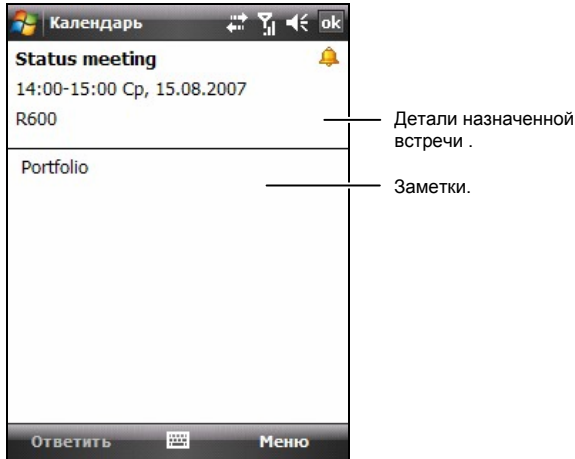 Календарь ok
Status meeting
14:00-15:00 Ср, 15.08.2007
R600
Portfolio
Ответить Меню
Детали назначенной
встречи .
Заметки.